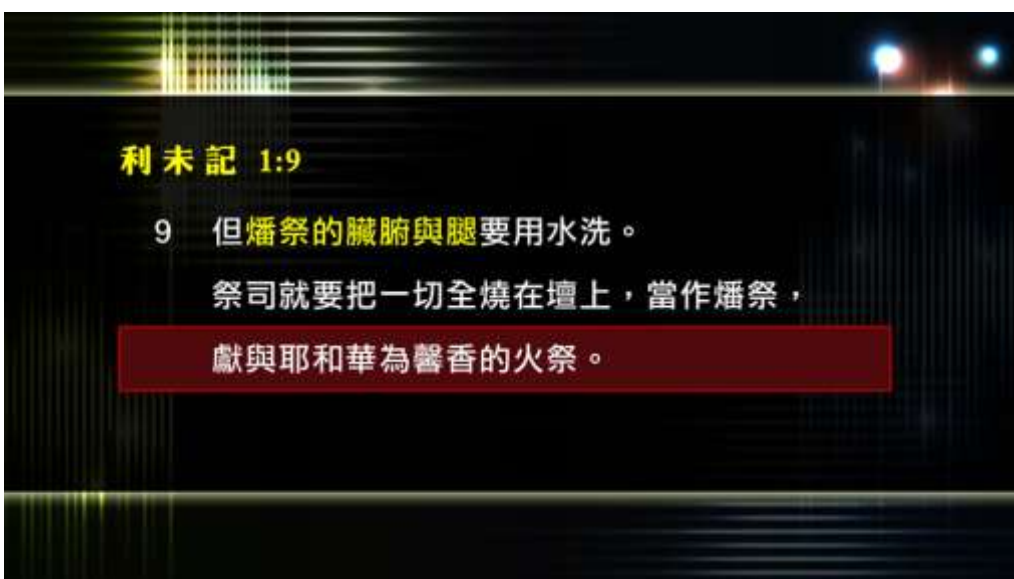 利未記 1:9
9 但燔祭的臟腑與腿要用水洗。
祭司就要把一切全燒在壇上，當作燔祭，
獻與耶和華為馨香的火祭。